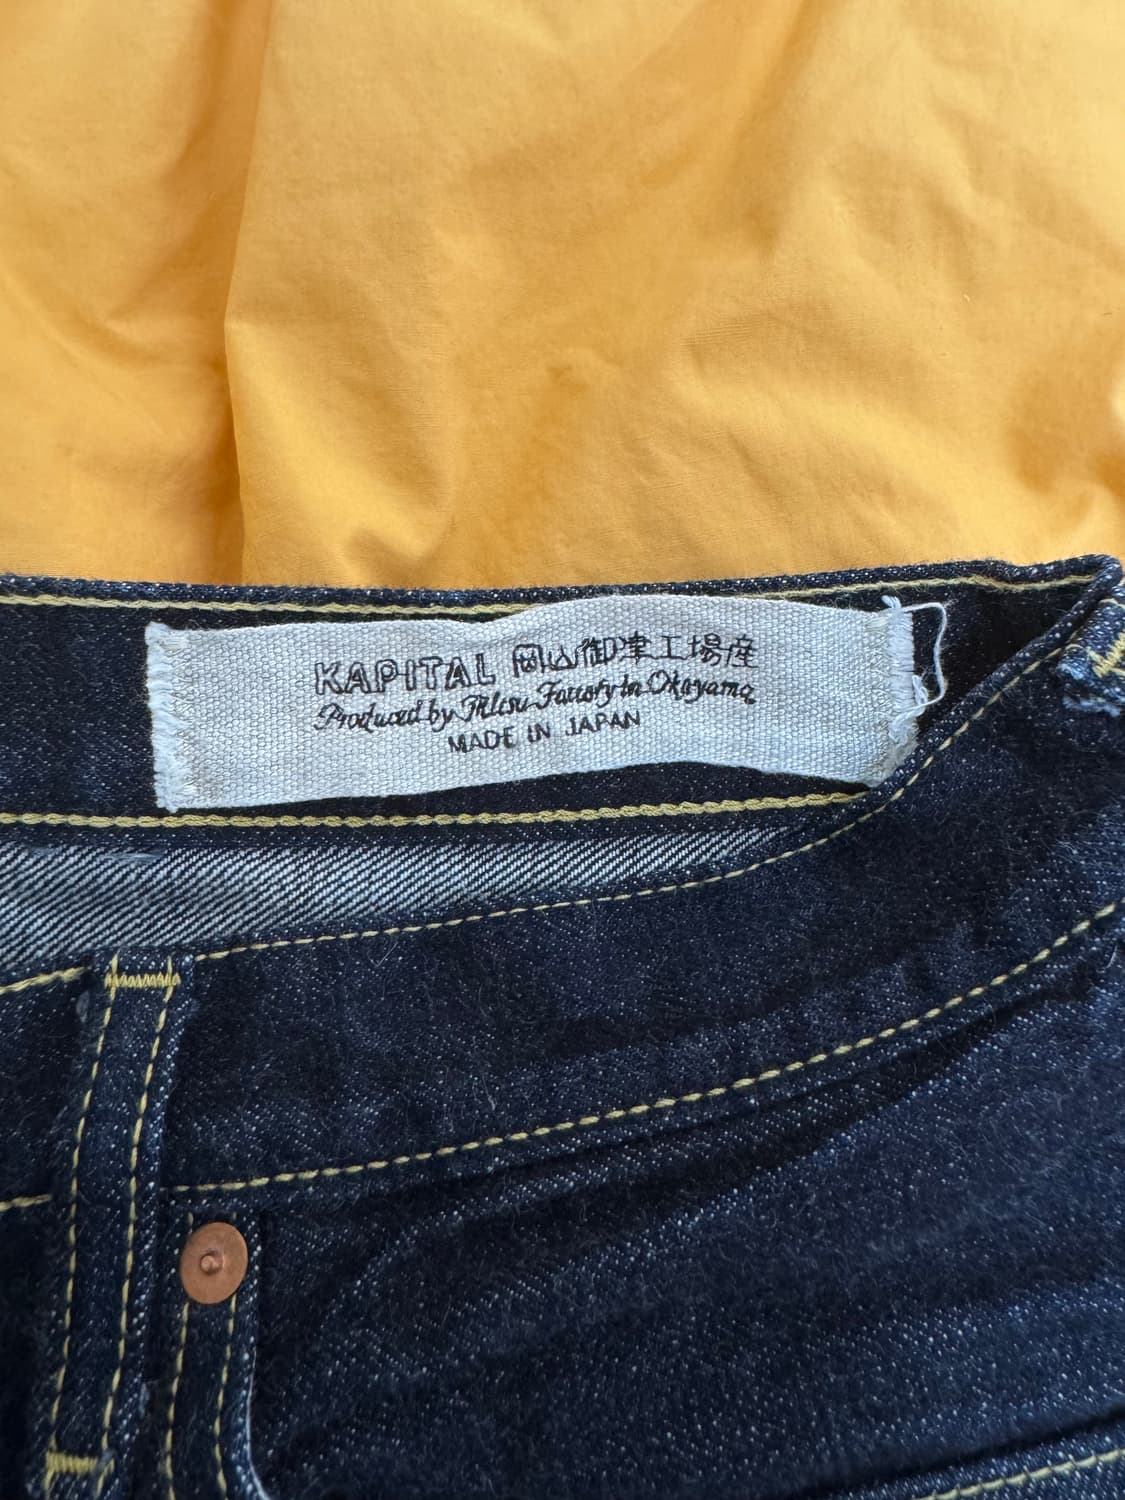 KAPITAL 岡山御津工場産
Produced by Mitsu Factory in Okayama
MADE IN JAPAN